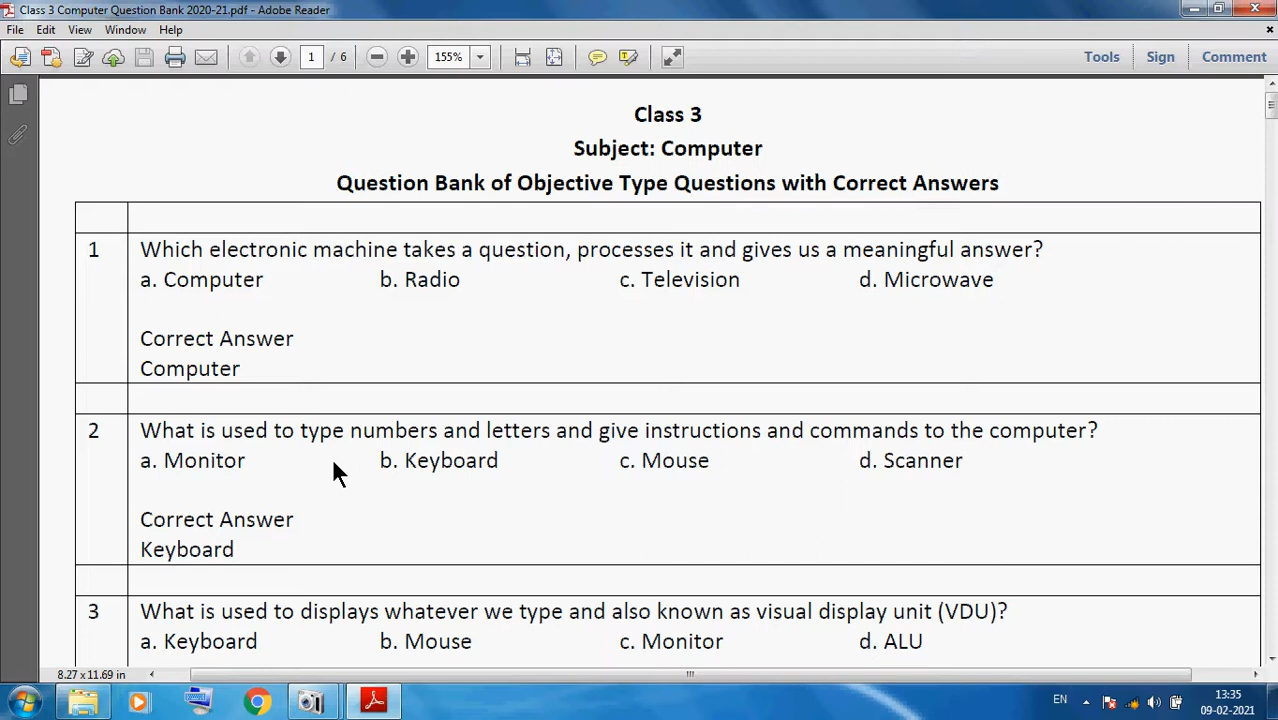 Class 3 Computer Question Bank 2020-21.pdf - Adobe Reader
File Edit View Window Help
1 / 6 155% Tools Sign Comment
Class 3
Subject: Computer
Question Bank of Objective Type Questions with Correct Answers
1 Which electronic machine takes a question, processes it and gives us a meaningful answer?
a. Computer b. Radio c. Television d. Microwave
Correct Answer
Computer
2 What is used to type numbers and letters and give instructions and commands to the computer?
a. Monitor b. Keyboard c. Mouse d. Scanner
Correct Answer
Keyboard
3 What is used to displays whatever we type and also known as visual display unit (VDU)?
a. Keyboard b. Mouse c. Monitor d. ALU
8.27 x 11.69 in
EN 13:35
09-02-2021